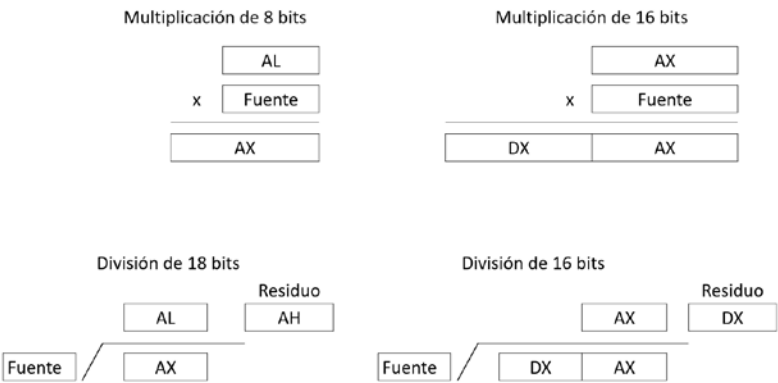 Multiplicación de 8 bits
AL
x Fuente
AX
Multiplicación de 16 bits
AX
x Fuente
DX AX
División de 18 bits
Residuo
AL AH
Fuente AX
División de 16 bits
Residuo
AX DX
Fuente DX AX